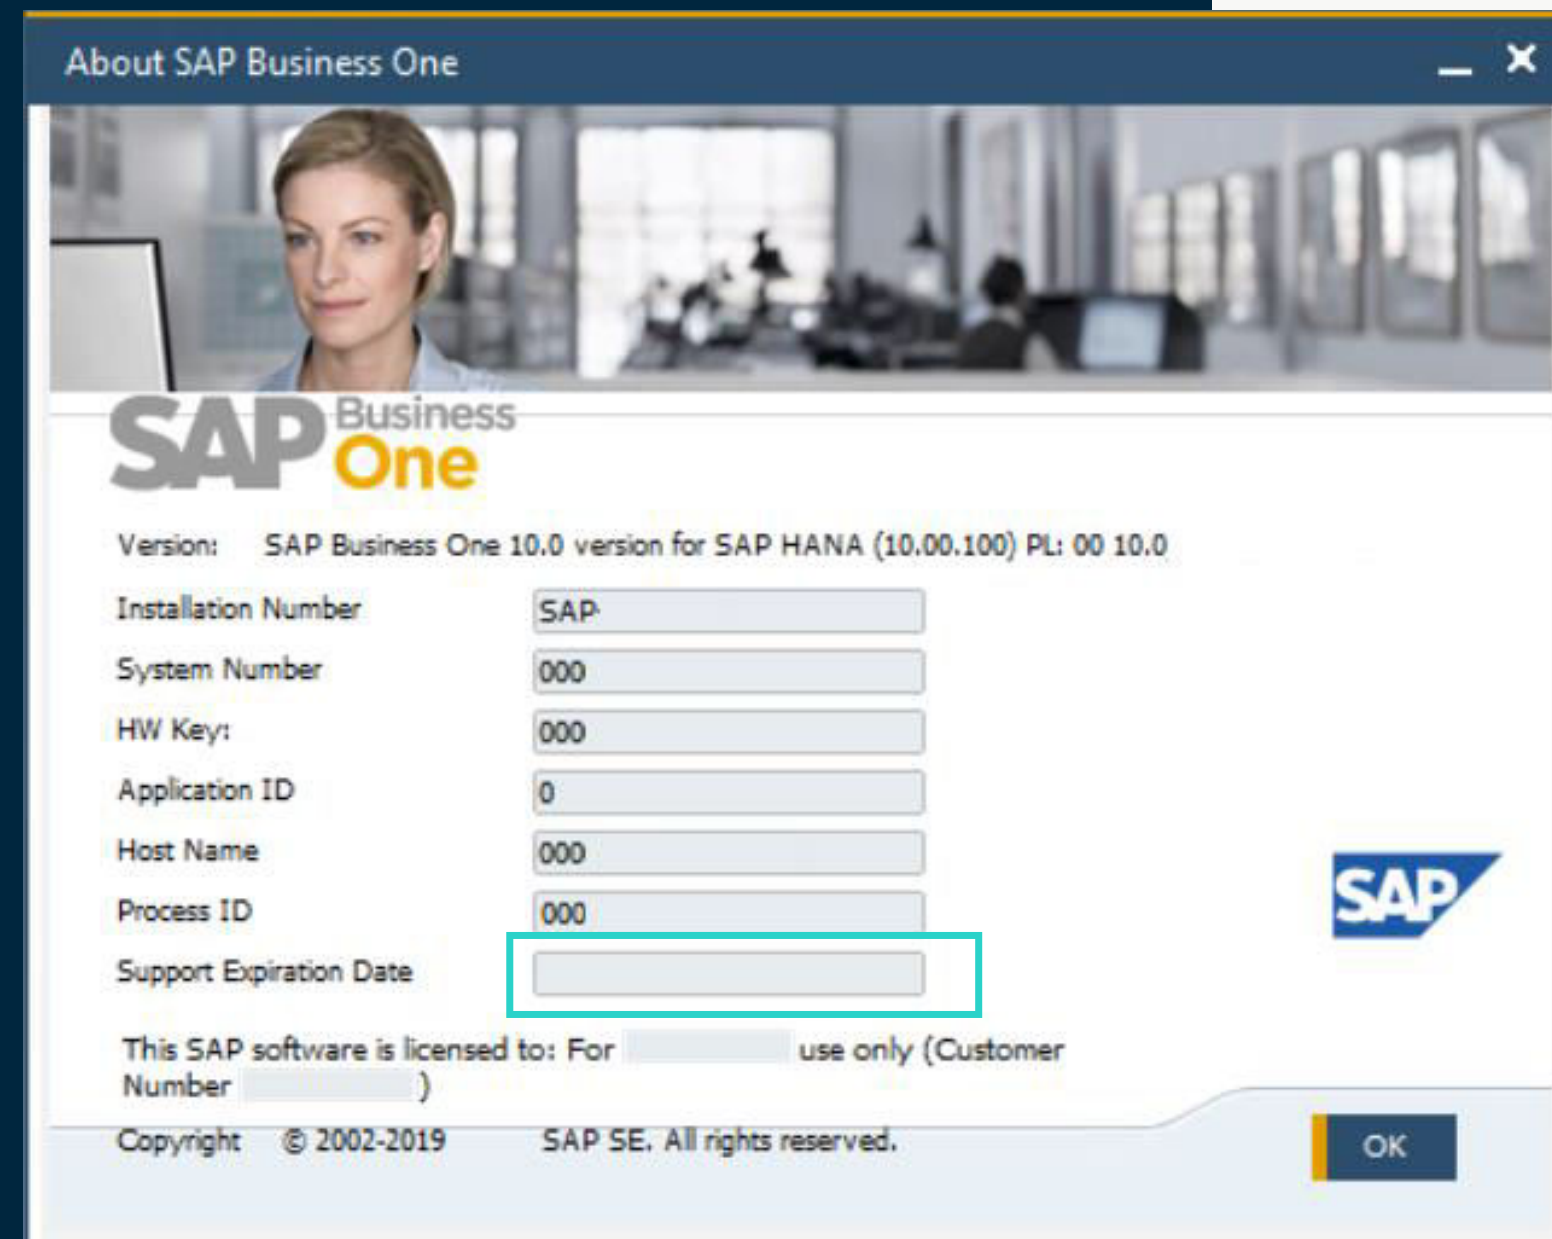 About SAP Business One
SAP Business
One
Version: SAP Business One 10.0 version for SAP HANA (10.00.100) PL: 00 10.0
Installation Number SAP
System Number 000
HW Key: 000
Application ID 0
Host Name 000
Process ID 000
SAP
Support Expiration Date
This SAP software is licensed to: For use only (Customer
Number )
Copyright © 2002-2019 SAP SE. All rights reserved.
OK